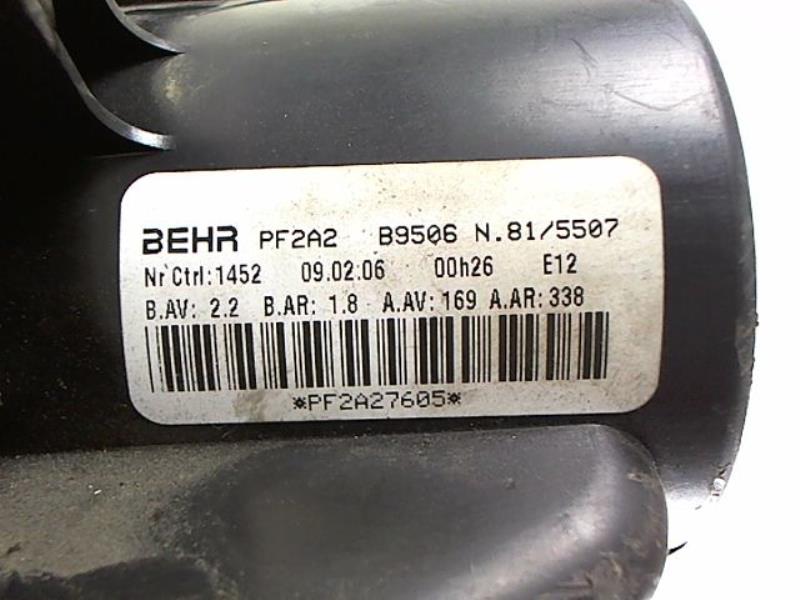 BEHR PF2A2 B9506 N.81/5507
Nr Ctrl:1452 09.02.06 00h26 E12
B.AV: 2.2 B.AR: 1.8 A.AV:169 A.AR:338
*PF2A27605*